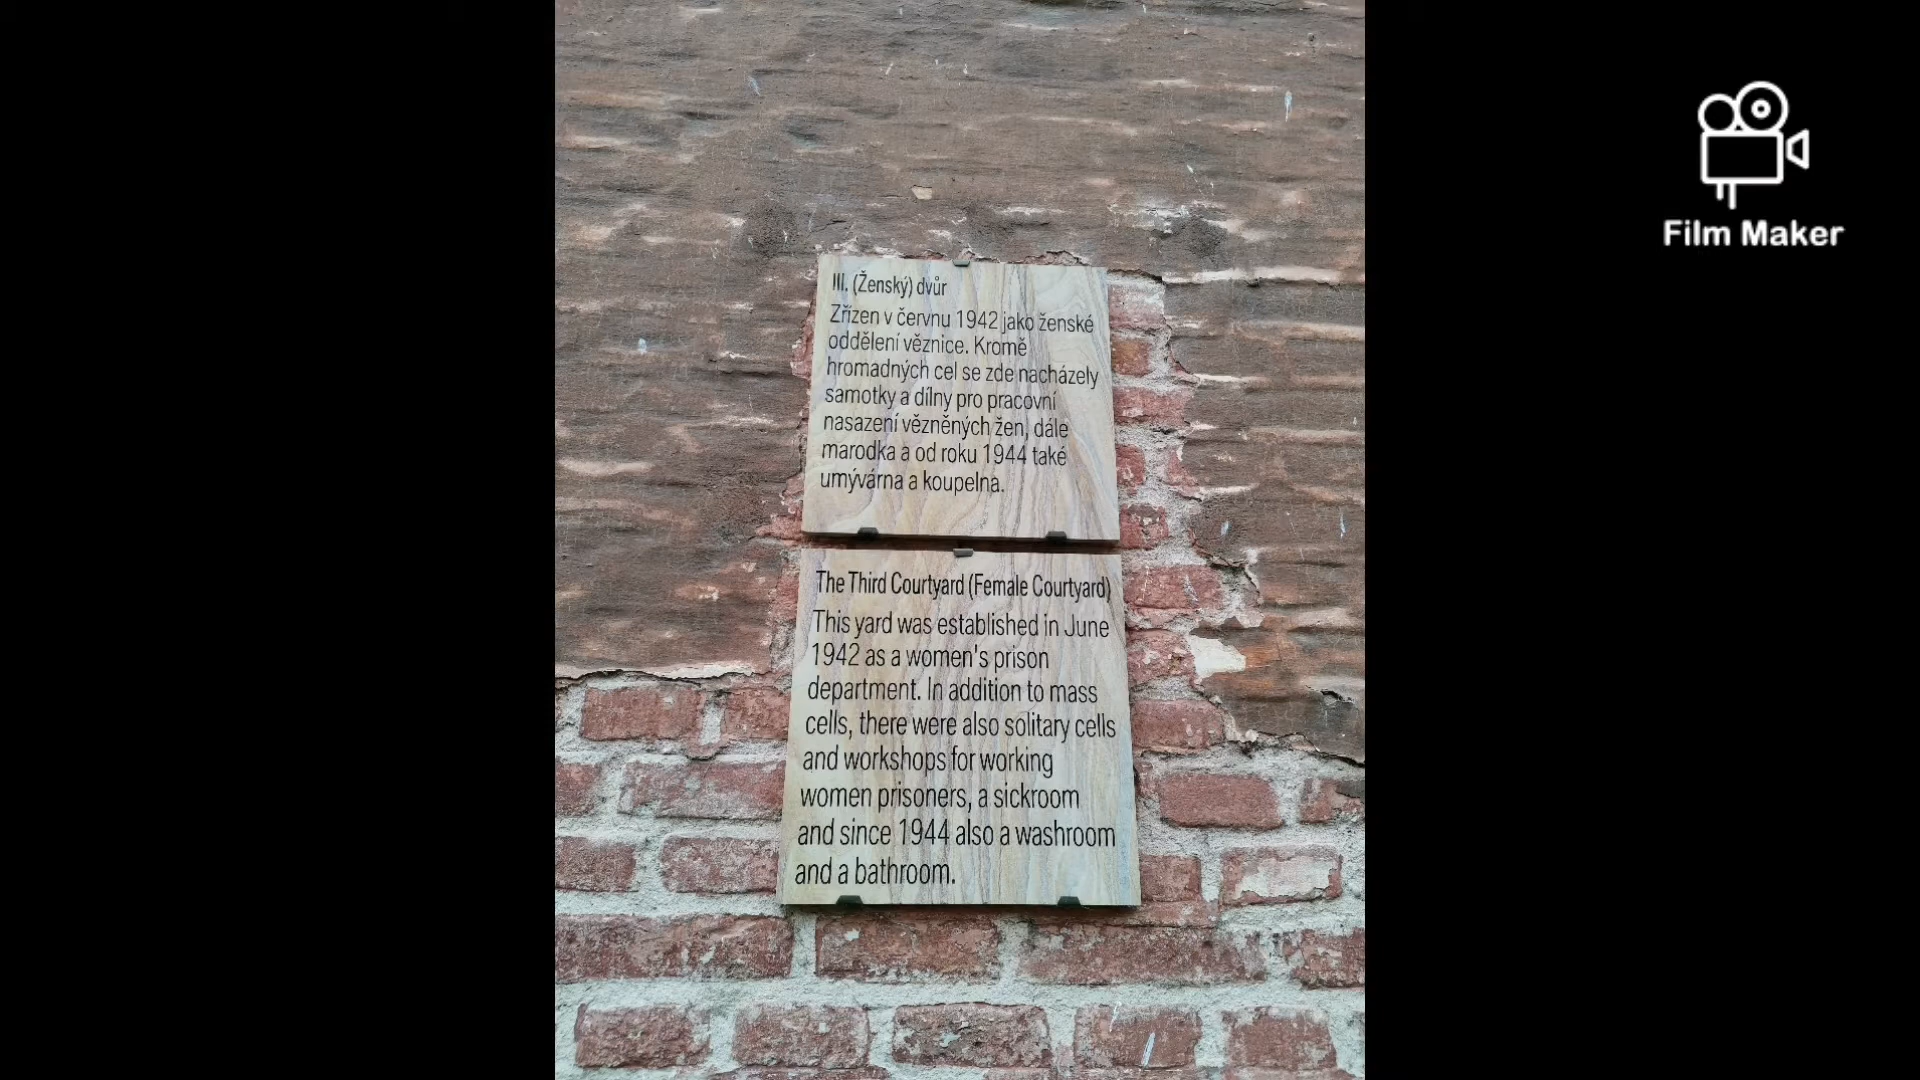 III. (Ženský) dvůr
Zřízen v červnu 1942 jako ženské
oddělení věznice. Kromě
hromadných cel se zde nacházely
samotky a dílny pro pracovní
nasazení vězněných žen, dále
marodka a od roku 1944 také
umývárna a koupelna.
The Third Courtyard (Female Courtyard)
This yard was established in June
1942 as a women's prison
department. In addition to mass
cells, there were also solitary cells
and workshops for working
women prisoners, a sickroom
and since 1944 also a washroom
and a bathroom.
Film Maker